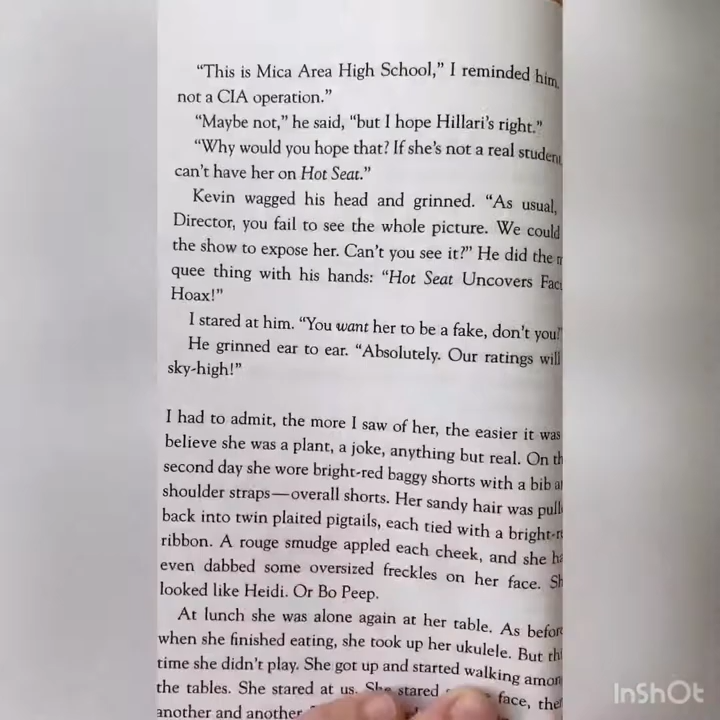 “This is Mica Area High School,” I reminded him,
not a CIA operation.”
“Maybe not,” he said, “but I hope Hillari’s right.”
“Why would you hope that? If she’s not a real student,
can’t have her on Hot Seat.”
Kevin wagged his head and grinned. “As usual,
Director, you fail to see the whole picture. We could
the show to expose her. Can’t you see it?” He did the
quee thing with his hands: “Hot Seat Uncovers
Hoax!”
I stared at him. “You want her to be a fake, don’t you?”
He grinned ear to ear. “Absolutely. Our ratings will
sky-high!”
I had to admit, the more I saw of her, the easier it was
believe she was a plant, a joke, anything but real. On
second day she wore bright-red baggy shorts with a bib
shoulder straps—overall shorts. Her sandy hair was
back into twin plaited pigtails, each tied with a
ribbon. A rouge smudge appled each cheek, and she
even dabbed some oversized freckles on her face.
looked like Heidi. Or Bo Peep.
At lunch she was alone again at her table. As before
when she finished eating, she took up her ukulele. But
time she didn’t play. She got up and started walking
the tables. She stared at us. She stared face,
another and another
InShOt